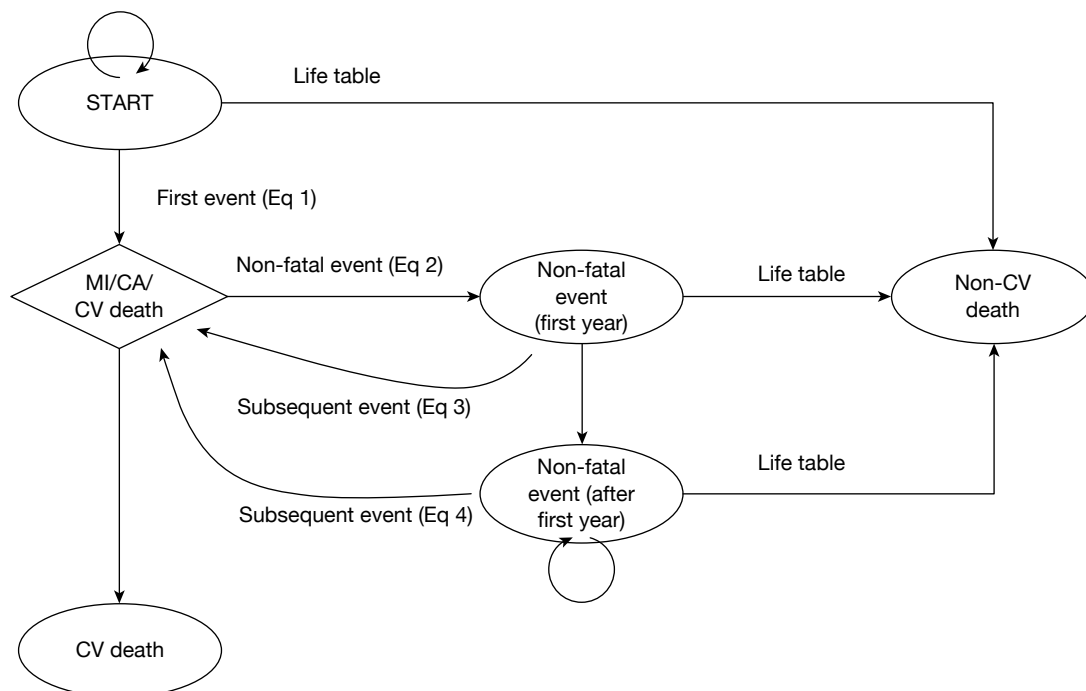 Life table
START
First event (Eq 1)
MI/CA/
CV death
Non-fatal event (Eq 2)
Non-fatal
event
(first year)
Life table
Non-CV
death
Subsequent event (Eq 3)
Non-fatal
event (after
first year)
Life table
Subsequent event (Eq 4)
CV death